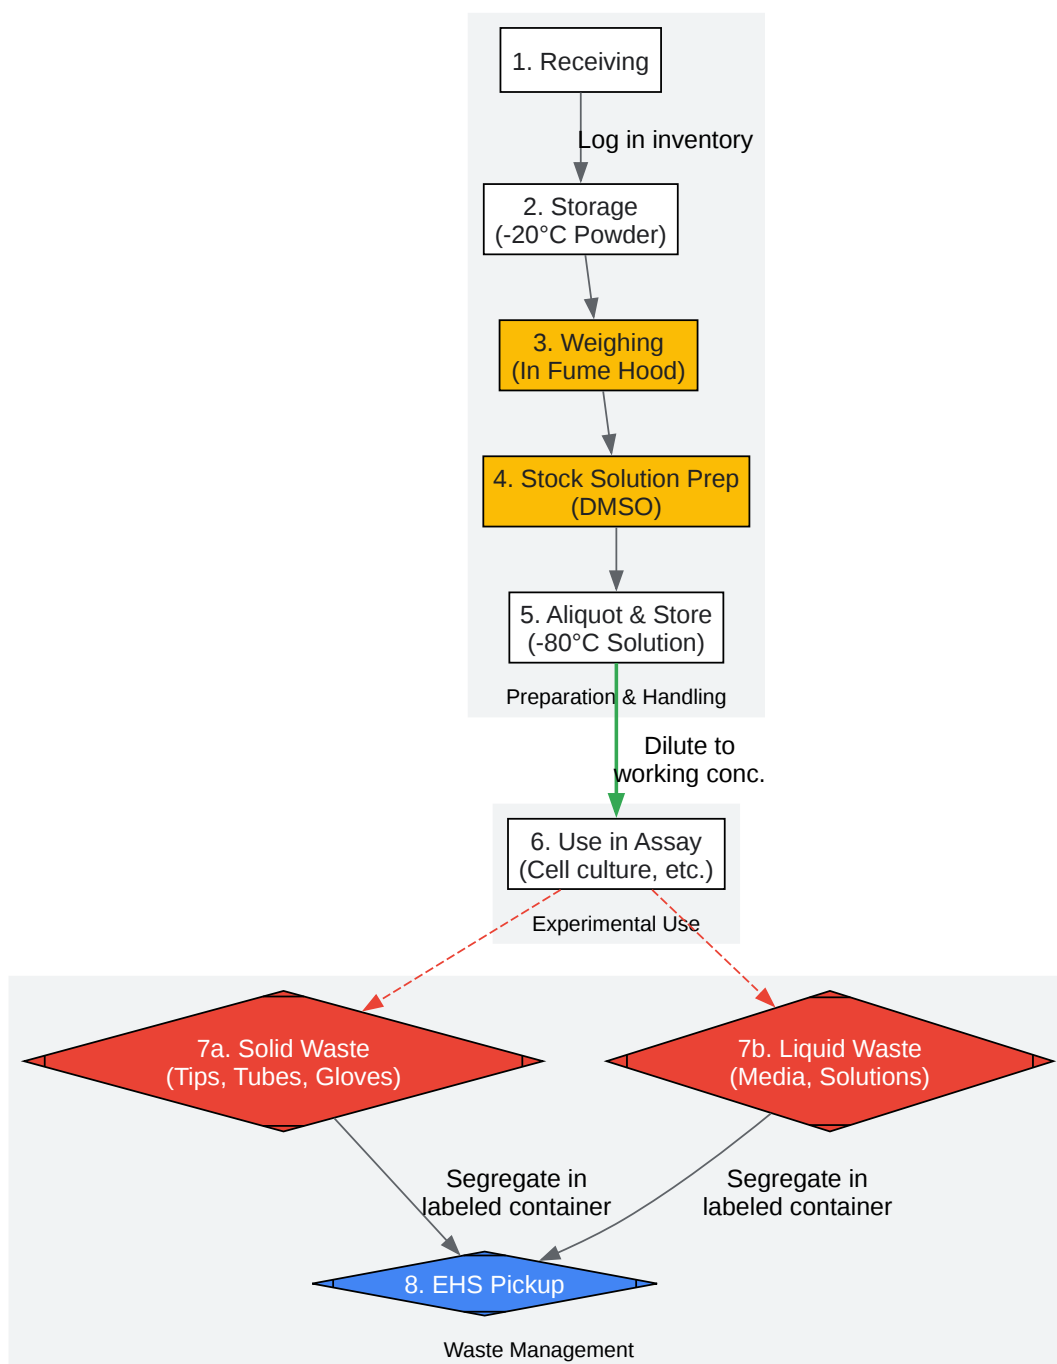 1. Receiving
Log in inventory
2. Storage
(-20°C Powder)
3. Weighing
(In Fume Hood)
4. Stock Solution Prep
(DMSO)
5. Aliquot & Store
(-80°C Solution)
Preparation & Handling
Dilute to
working conc.
6. Use in Assay
(Cell culture, etc.)
Experimental Use
7a. Solid Waste
(Tips, Tubes, Gloves)
7b. Liquid Waste
(Media, Solutions)
Segregate in
labeled container
Segregate in
labeled container
8. EHS Pickup
Waste Management